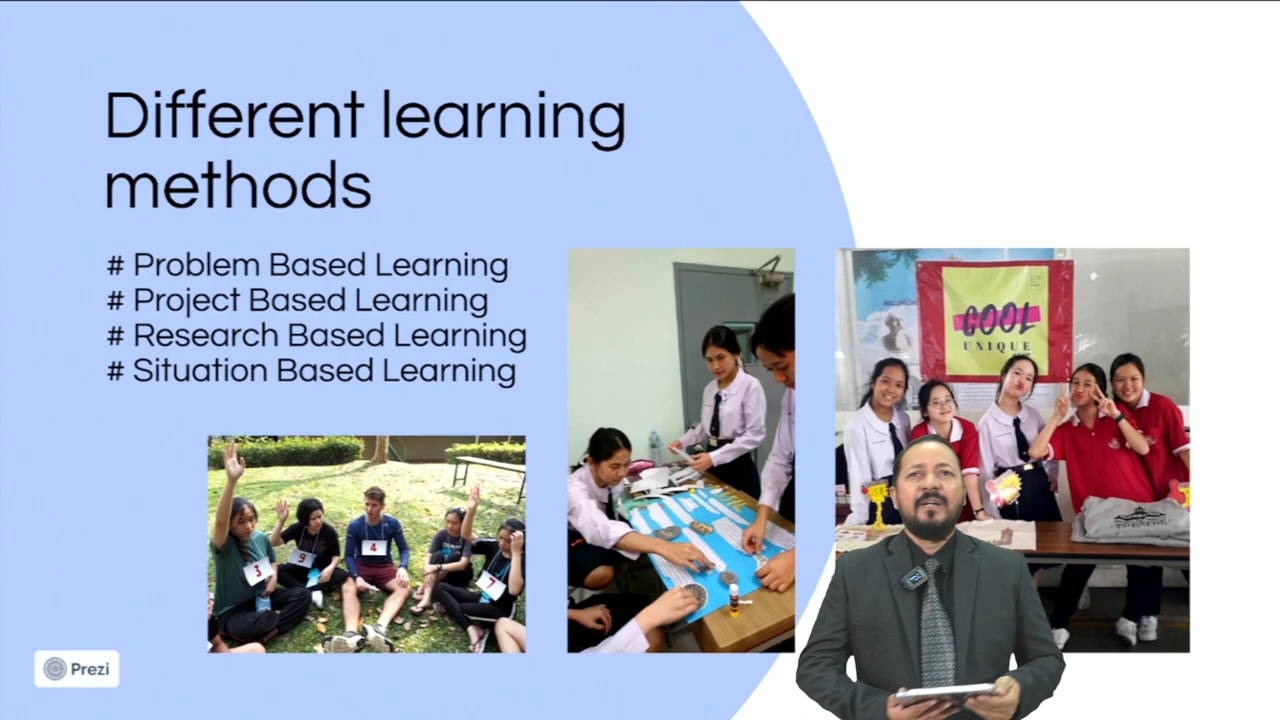 Different learning
methods
# Problem Based Learning
# Project Based Learning
# Research Based Learning
# Situation Based Learning
EP
COOL
UNIQUE
3
9
4
7
Prezi